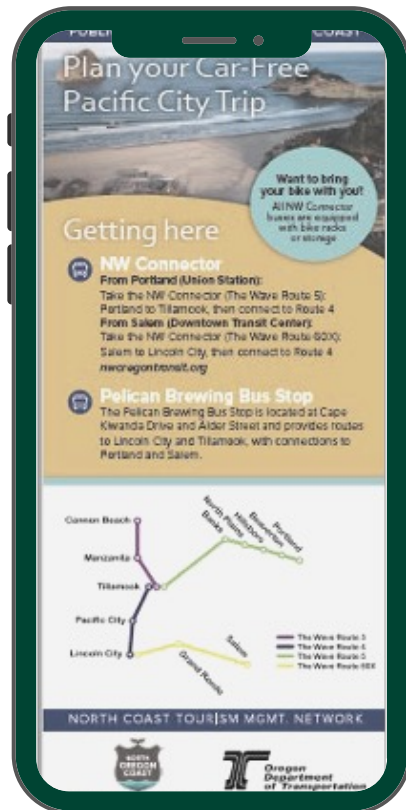 PUBLI COAST
Plan your Car-Free
Pacific City Trip
Want to bring
your bike with you?
All NW Connector
buses are equipped
with bike racks
or storage
Getting here
NW Connector
From Portland (Union Station):
Take the NW Connector (The Wave Route 5):
Portland to Tillamook, then connect to Route 4
From Salem (Downtown Transit Center):
Take the NW Connector (The Wave Route 60X):
Salem to Lincoln City, then connect to Route 4
nworegontransit.org
Pelican Brewing Bus Stop
The Pelican Brewing Bus Stop is located at Cape
Kiwanda Drive and Alder Street and provides routes
to Lincoln City and Tillamook, with connections to
Portland and Salem.
Cannon Beach
Manzanita
Tillamook
Pacific City
Lincoln City
Banks
North Plains
Hillsboro
Beaverton
Portland
Grand Ronde
Salem
The Wave Route 3
The Wave Route 4
The Wave Route 5
The Wave Route 60X
NORTH COAST TOURISM MGMT. NETWORK
NORTH
OREGON
COAST
Oregon
Department
of Transportation